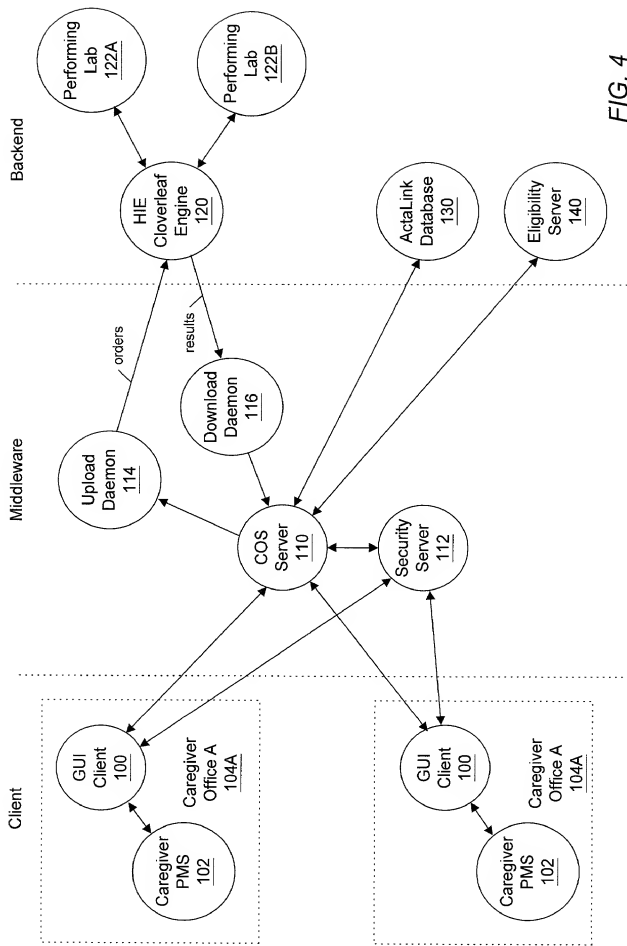 Client
Middleware
Backend
GUI
Client
100
Caregiver
PMS
102
Caregiver
Office A
104A
GUI
Client
100
Caregiver
PMS
102
Caregiver
Office A
104A
Upload
Daemon
114
orders
results
Download
Daemon
116
COS
Server
110
Security
Server
112
Performing
Lab
122A
HIE
Cloverleaf
Engine
120
Performing
Lab
122B
ActaLink
Database
130
Eligibility
Server
140
FIG. 4